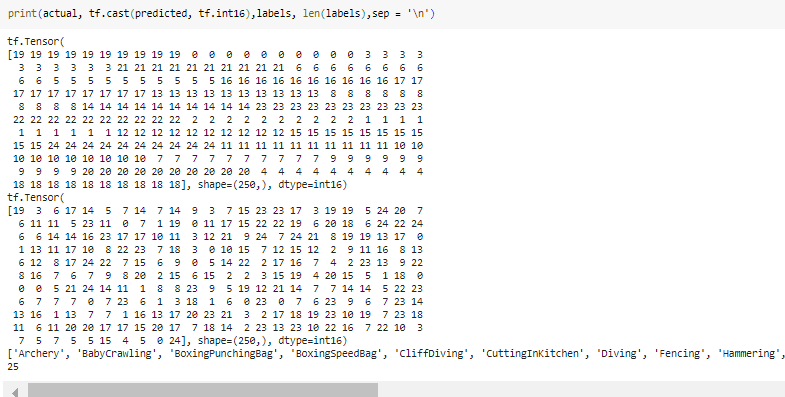 print(actual, tf.cast(predicted, tf.int16),labels, len(labels),sep = '\n')
tf.Tensor(
[19 19 19 19 19 19 19 19 19 19 0 0 0 0 0 0 0 0 0 0 3 3 3 3
3 3 3 3 3 3 21 21 21 21 21 21 21 21 21 21 6 6 6 6 6 6 6 6
6 6 5 5 5 5 5 5 5 5 5 5 16 16 16 16 16 16 16 16 16 16 17 17
17 17 17 17 17 17 17 17 13 13 13 13 13 13 13 13 13 13 8 8 8 8 8 8
8 8 8 8 14 14 14 14 14 14 14 14 14 14 23 23 23 23 23 23 23 23 23 23
22 22 22 22 22 22 22 22 22 22 2 2 2 2 2 2 2 2 2 2 1 1 1 1
1 1 1 1 1 1 12 12 12 12 12 12 12 12 12 12 15 15 15 15 15 15 15 15
15 15 24 24 24 24 24 24 24 24 24 24 11 11 11 11 11 11 11 11 11 11 10 10
10 10 10 10 10 10 10 10 7 7 7 7 7 7 7 7 7 7 9 9 9 9 9 9
9 9 9 9 20 20 20 20 20 20 20 20 20 20 4 4 4 4 4 4 4 4 4 4
18 18 18 18 18 18 18 18 18 18], shape=(250,), dtype=int16)
tf.Tensor(
[19 3 6 17 14 5 7 14 7 14 9 3 7 15 23 23 17 3 19 19 5 24 20 7
6 11 11 5 23 11 0 7 1 19 0 11 17 15 22 22 19 6 20 18 6 24 22 24
6 6 14 14 16 23 17 17 10 11 3 12 21 9 24 7 24 21 8 19 19 13 17 0
1 13 11 17 10 8 22 23 7 18 3 0 10 15 7 12 15 12 2 9 11 16 8 13
6 12 8 17 24 22 7 15 6 9 0 5 14 22 2 17 16 7 4 2 23 13 9 22
8 16 7 6 7 9 8 20 2 15 6 15 2 2 3 15 19 4 20 15 5 1 18 0
0 0 5 21 24 14 11 1 8 8 23 9 5 19 12 21 14 7 7 14 14 5 22 23
6 7 7 7 0 7 23 6 1 3 18 1 6 0 23 0 7 6 23 9 6 7 23 14
13 16 1 13 7 7 1 16 13 17 20 23 21 3 2 17 18 19 23 10 19 7 23 18
11 6 11 20 20 17 17 15 20 17 7 18 14 2 23 13 23 10 22 16 7 22 10 3
7 5 7 5 5 15 4 5 0 24], shape=(250,), dtype=int16)
['Archery', 'BabyCrawling', 'BoxingPunchingBag', 'BoxingSpeedBag', 'CliffDiving', 'CuttingInKitchen', 'Diving', 'Fencing', 'Hammering',
25